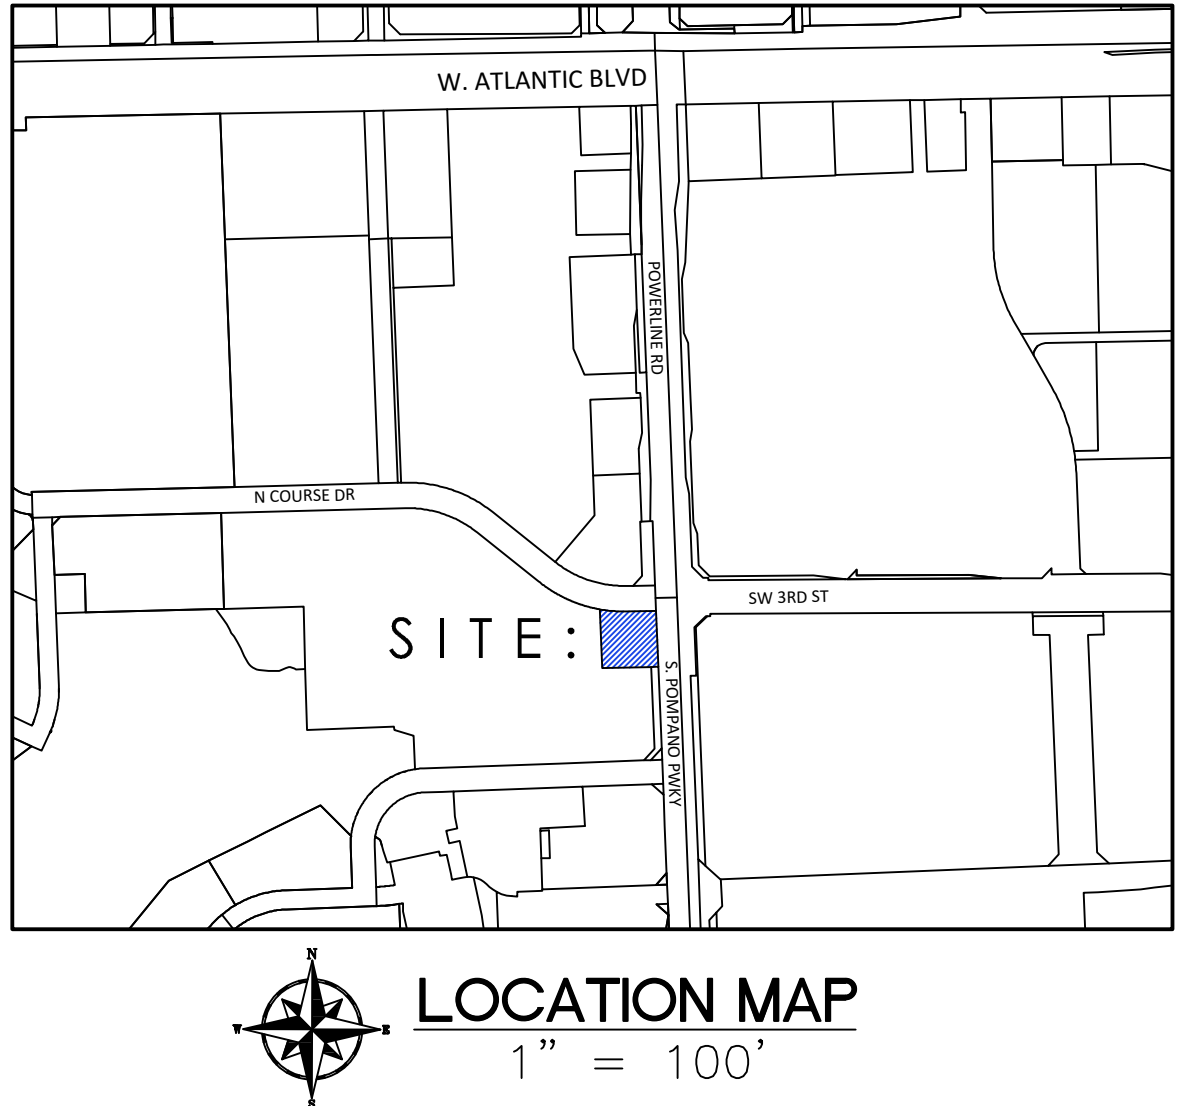 W. ATLANTIC BLVD
POWERLINE RD
N COURSE DR
SW 3RD ST
SITE:
S. POMPANO PWKY
N
W
E
S
LOCATION MAP
1" = 100'